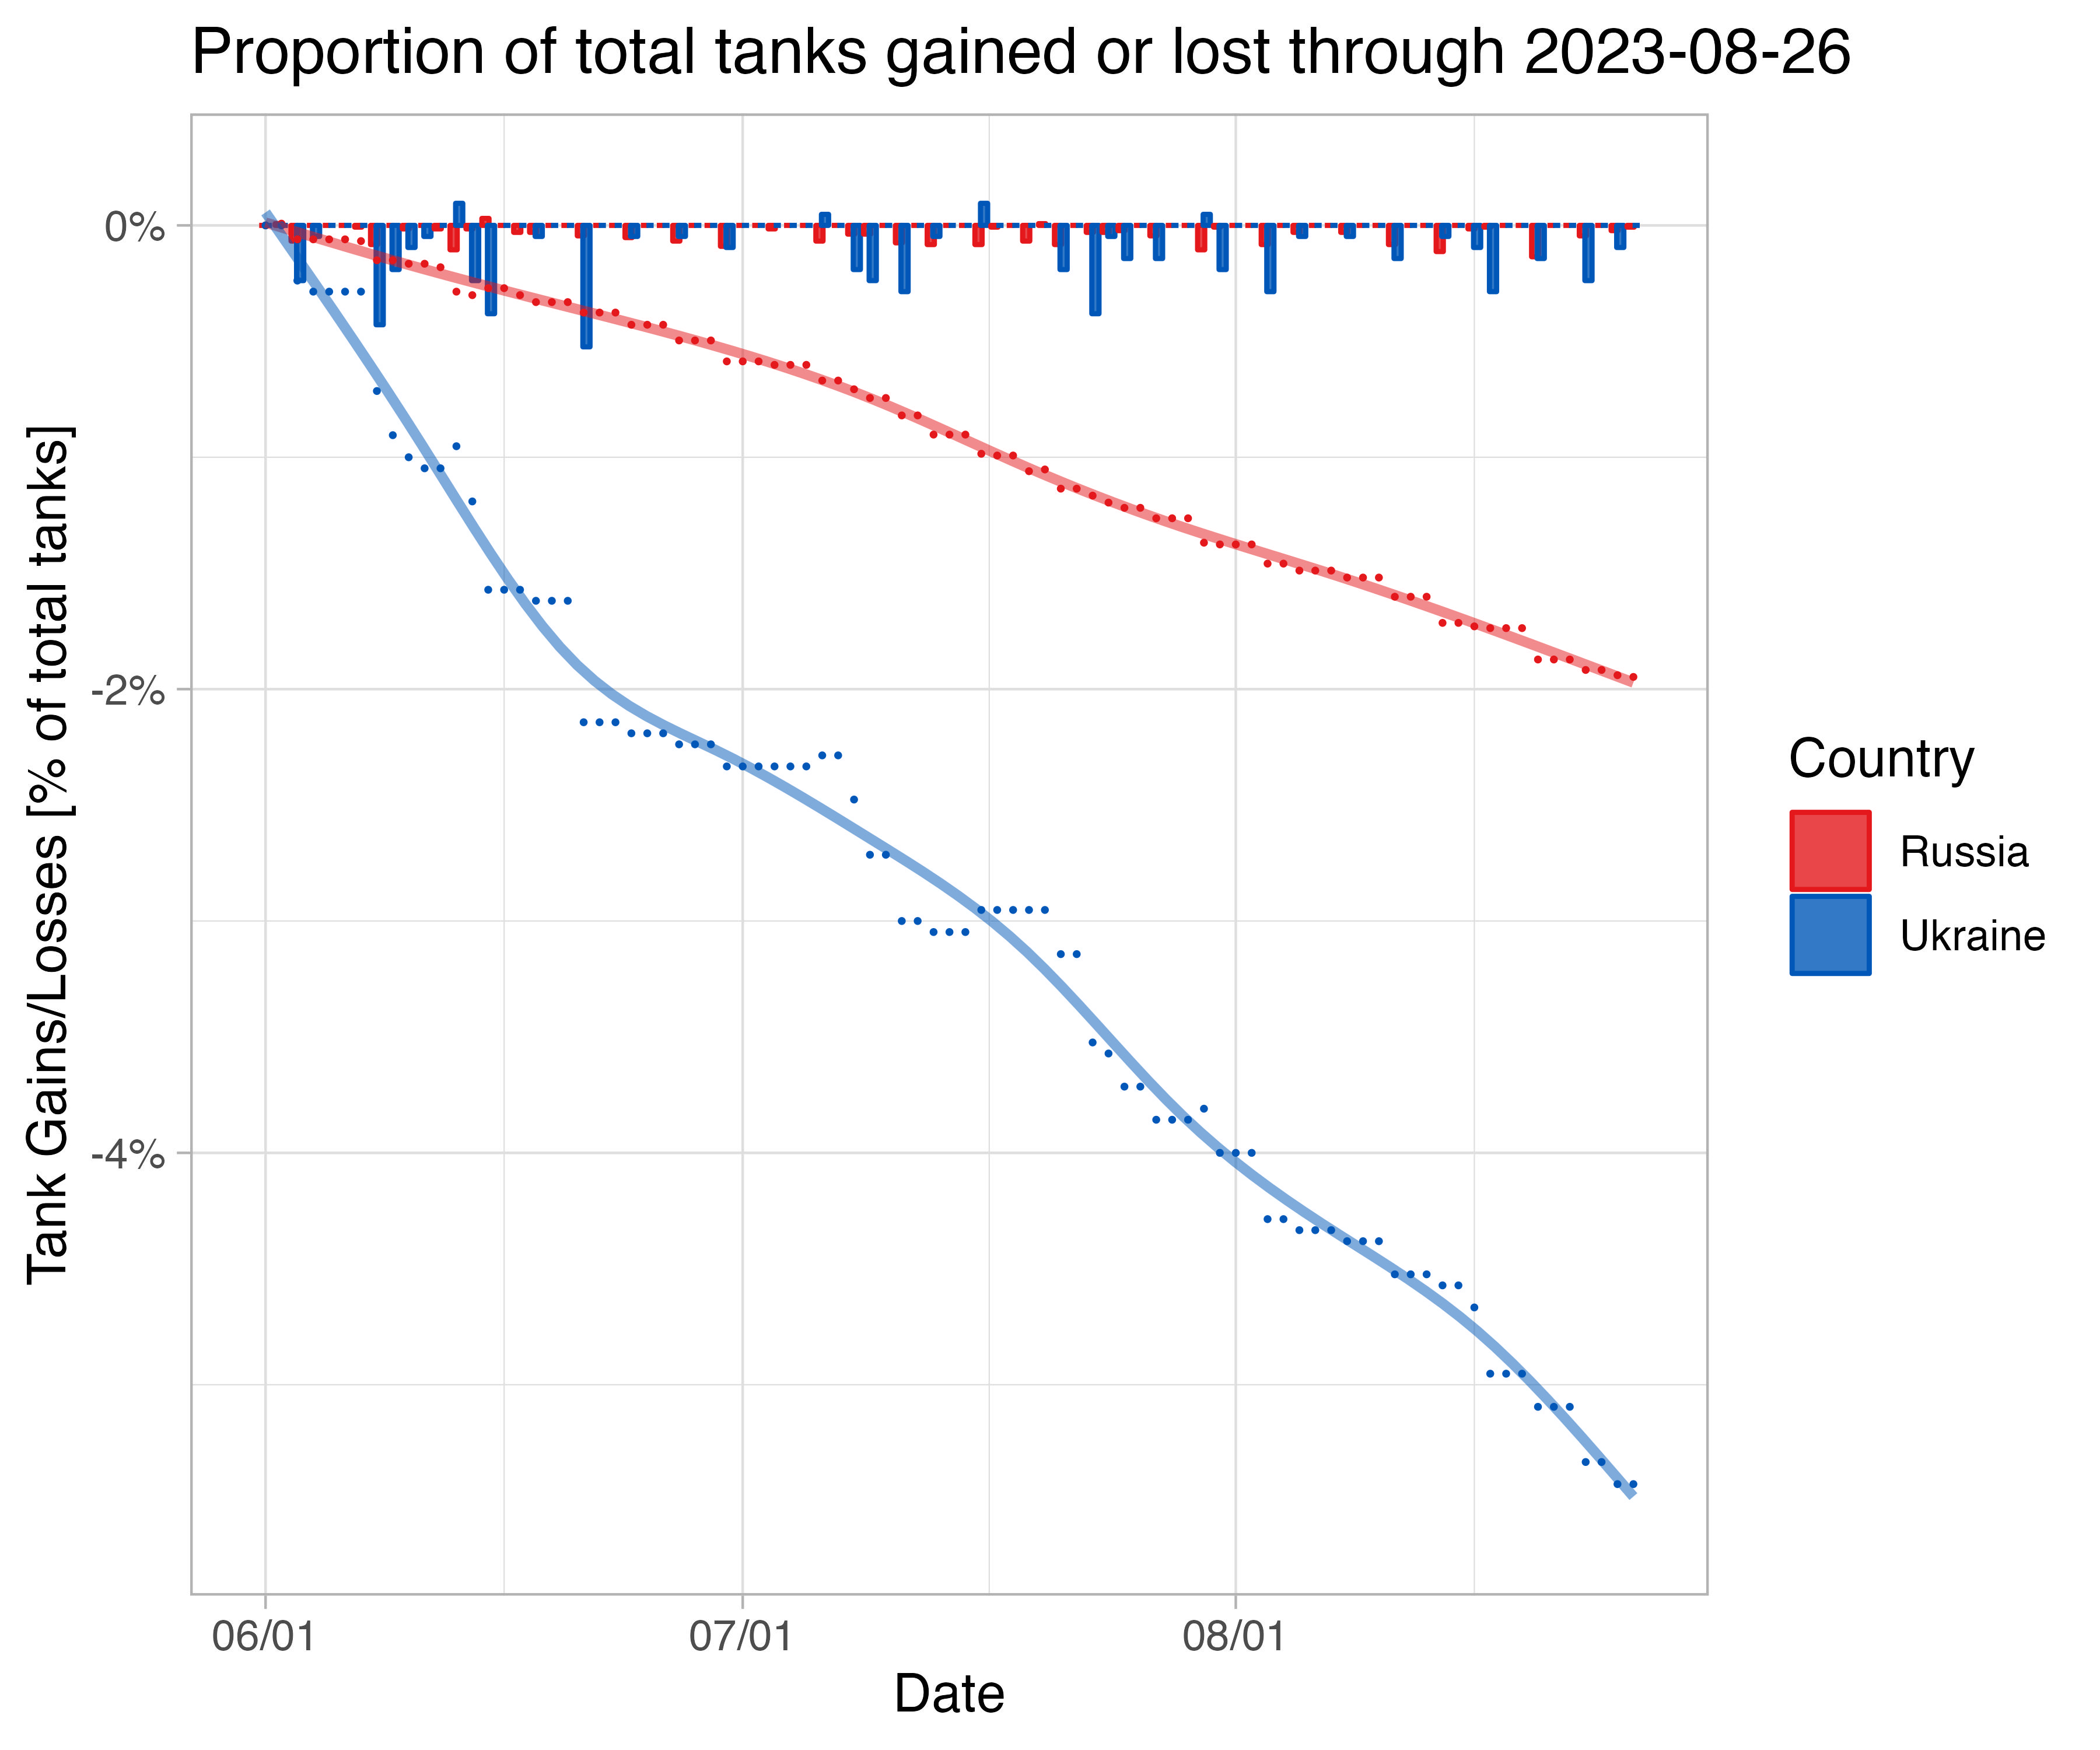 Proportion of total tanks gained or lost through 2023-08-26
Tank Gains/Losses [% of total tanks]
0%
-2%
-4%
06/01
07/01
08/01
Date
Country
Russia
Ukraine